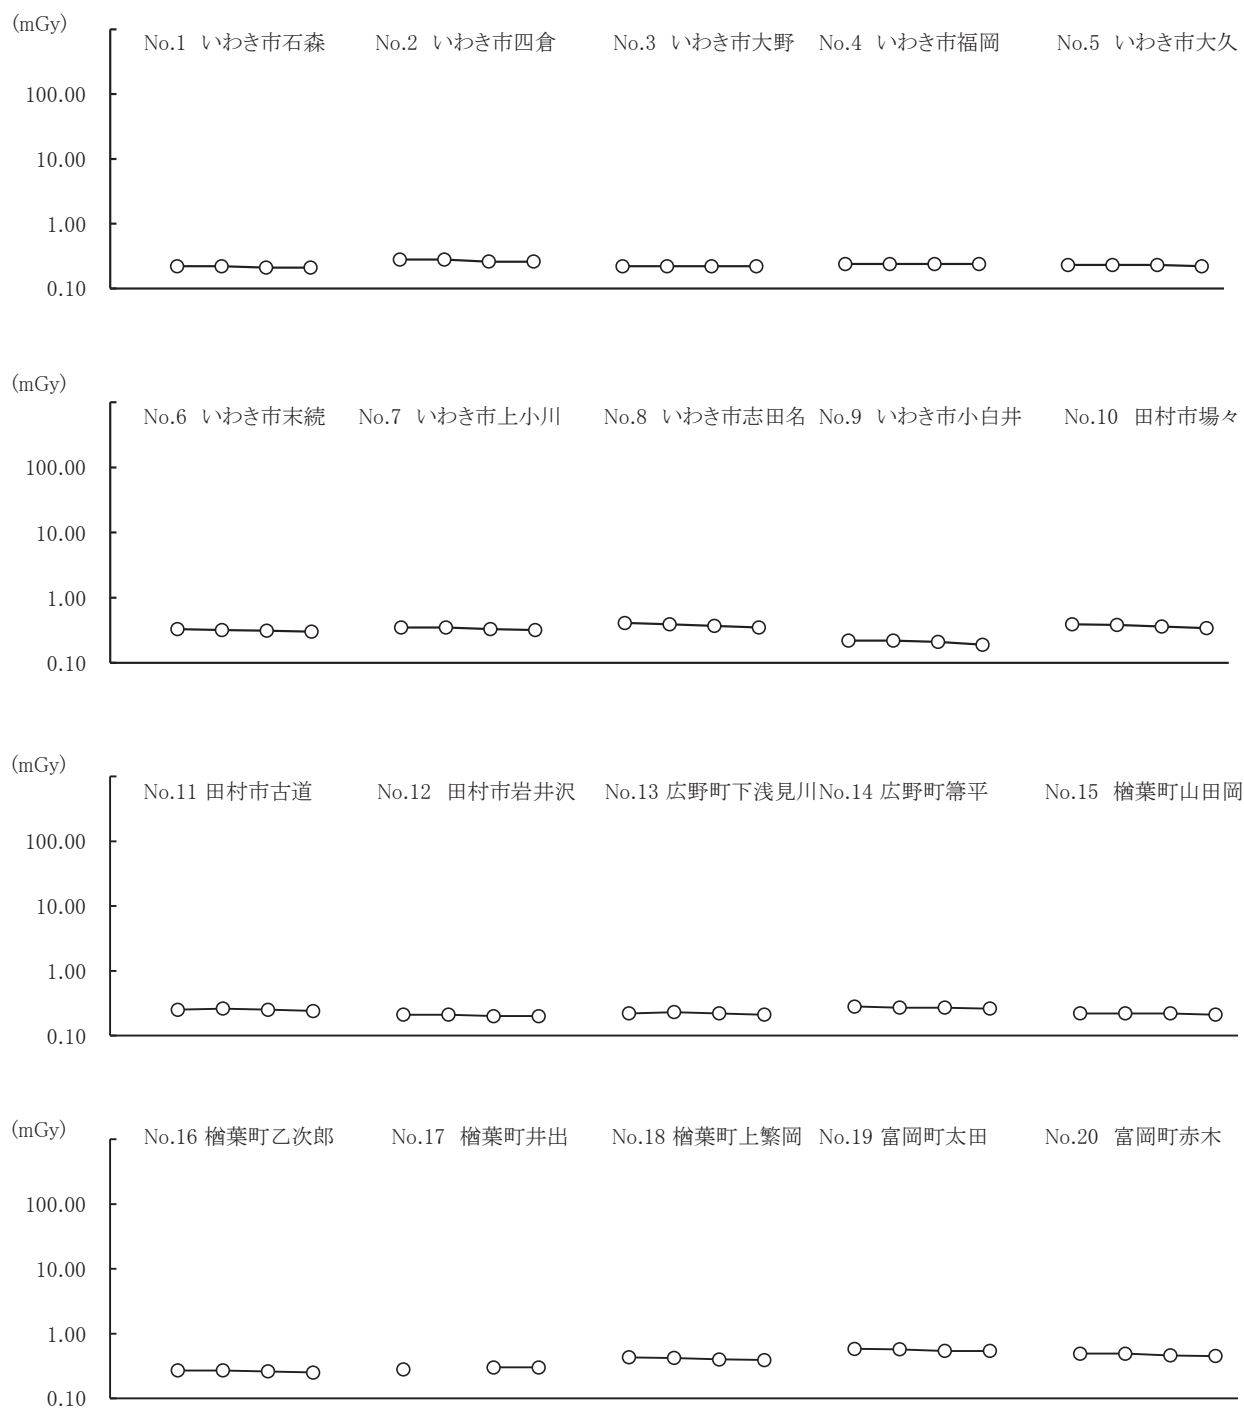 (mGy)
No.1 いわき市石森 No.2 いわき市四倉 No.3 いわき市大野 No.4 いわき市福岡 No.5 いわき市大久
100.00
10.00
1.00
0.10
(mGy)
No.6 いわき市末続 No.7 いわき市上小川 No.8 いわき市志田名 No.9 いわき市小白井 No.10 田村市場々
100.00
10.00
1.00
0.10
(mGy)
No.11 田村市古道 No.12 田村市岩井沢 No.13 広野町下浅見川 No.14 広野町箒平 No.15 楢葉町山田岡
100.00
10.00
1.00
0.10
(mGy)
No.16 楢葉町乙次郎 No.17 楢葉町井出 No.18 楢葉町上繁岡 No.19 富岡町太田 No.20 富岡町赤木
100.00
10.00
1.00
0.10